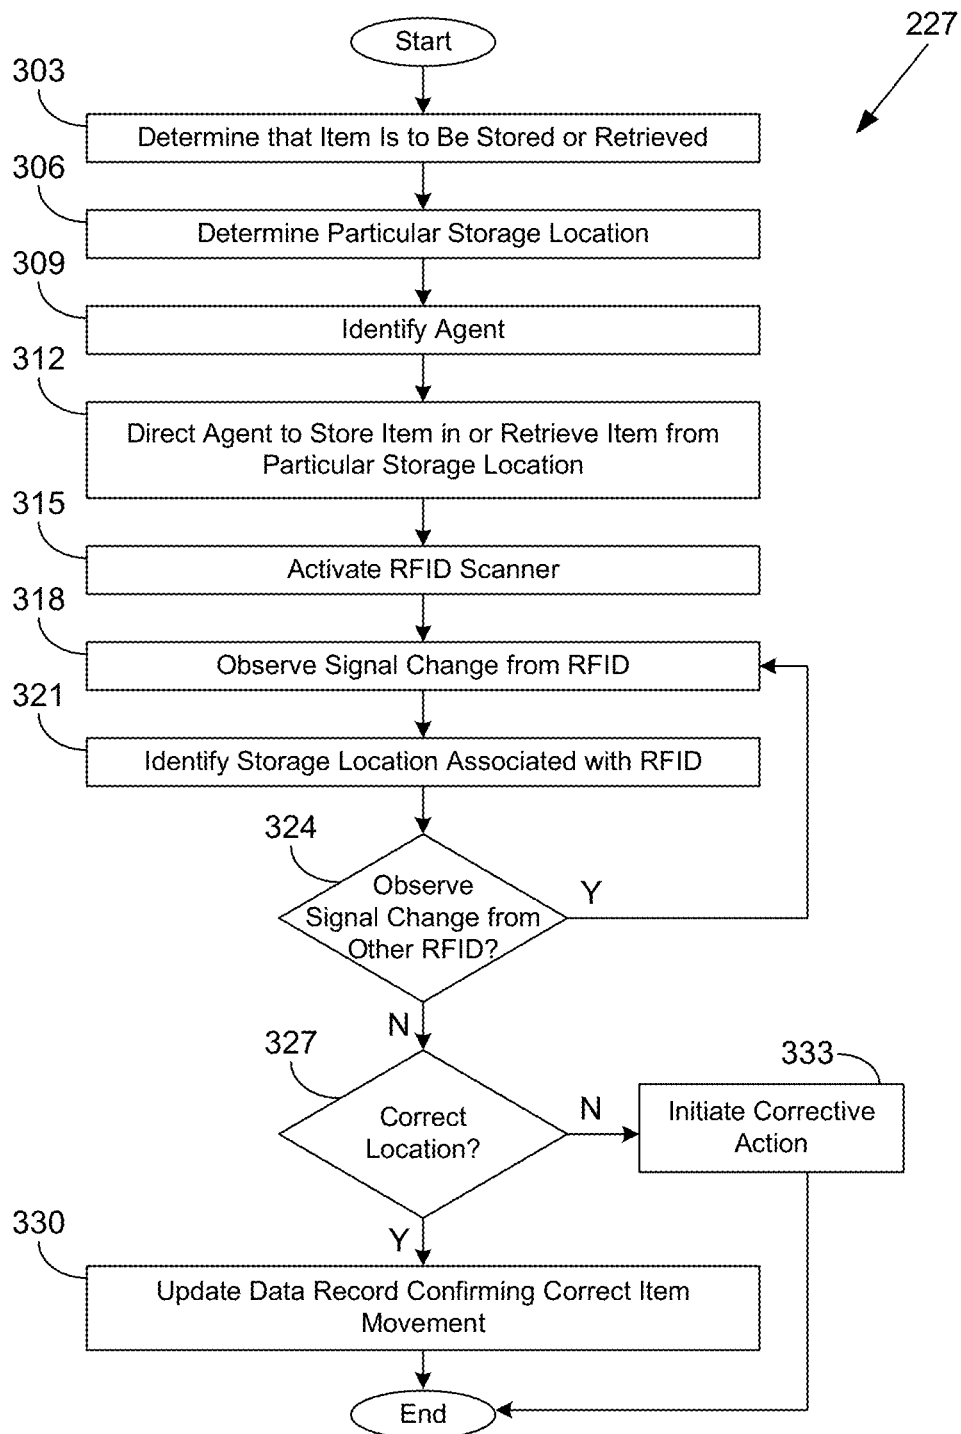 Start
227
303
Determine that Item Is to Be Stored or Retrieved
306
Determine Particular Storage Location
309
Identify Agent
312
Direct Agent to Store Item in or Retrieve Item from
Particular Storage Location
315
Activate RFID Scanner
318
Observe Signal Change from RFID
321
Identify Storage Location Associated with RFID
324
Observe
Signal Change from
Other RFID?
Y
N
327
Correct
Location?
N
333
Initiate Corrective
Action
Y
330
Update Data Record Confirming Correct Item
Movement
End